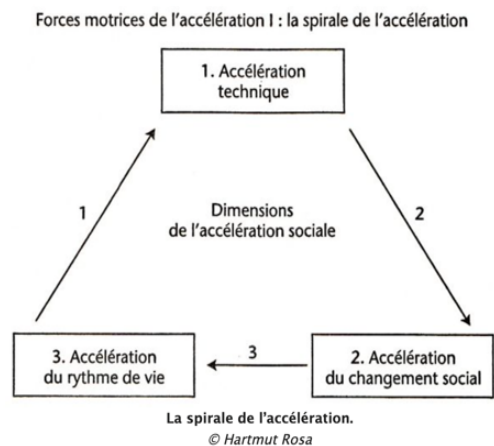 Forces motrices de l'accélération I : la spirale de l'accélération
1. Accélération
technique
1
Dimensions
de l'accélération sociale
2
3. Accélération
du rythme de vie
3
2. Accélération
du changement social
La spirale de l'accélération.
© Hartmut Rosa